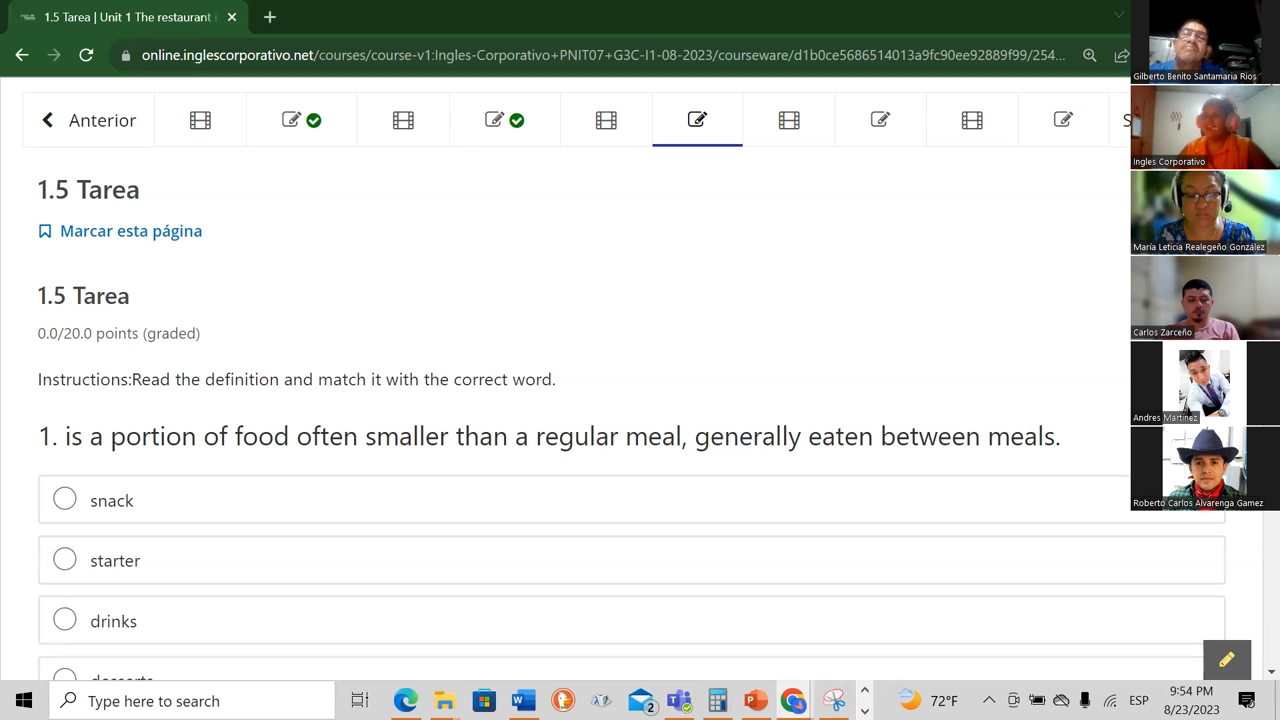 1.5 Tarea | Unit 1 The restaurant i
online.inglescorporativo.net/courses/course-v1:Ingles-Corporativo+PNIT07+G3C-I1-08-2023/courseware/d1b0ce5686514013a9fc90ee92889f99/254...
Anterior
S
1.5 Tarea
Marcar esta página
1.5 Tarea
0.0/20.0 points (graded)
Instructions:Read the definition and match it with the correct word.
1. is a portion of food often smaller than a regular meal, generally eaten between meals.
snack
starter
drinks
desserts
Gilberto Benito Santamaria Rios
Ingles Corporativo
María Leticia Realegeño González
Carlos Zarceño
Andres Martinez
Roberto Carlos Alvarenga Gamez
Type here to search
2
72°F
ESP
9:54 PM
8/23/2023